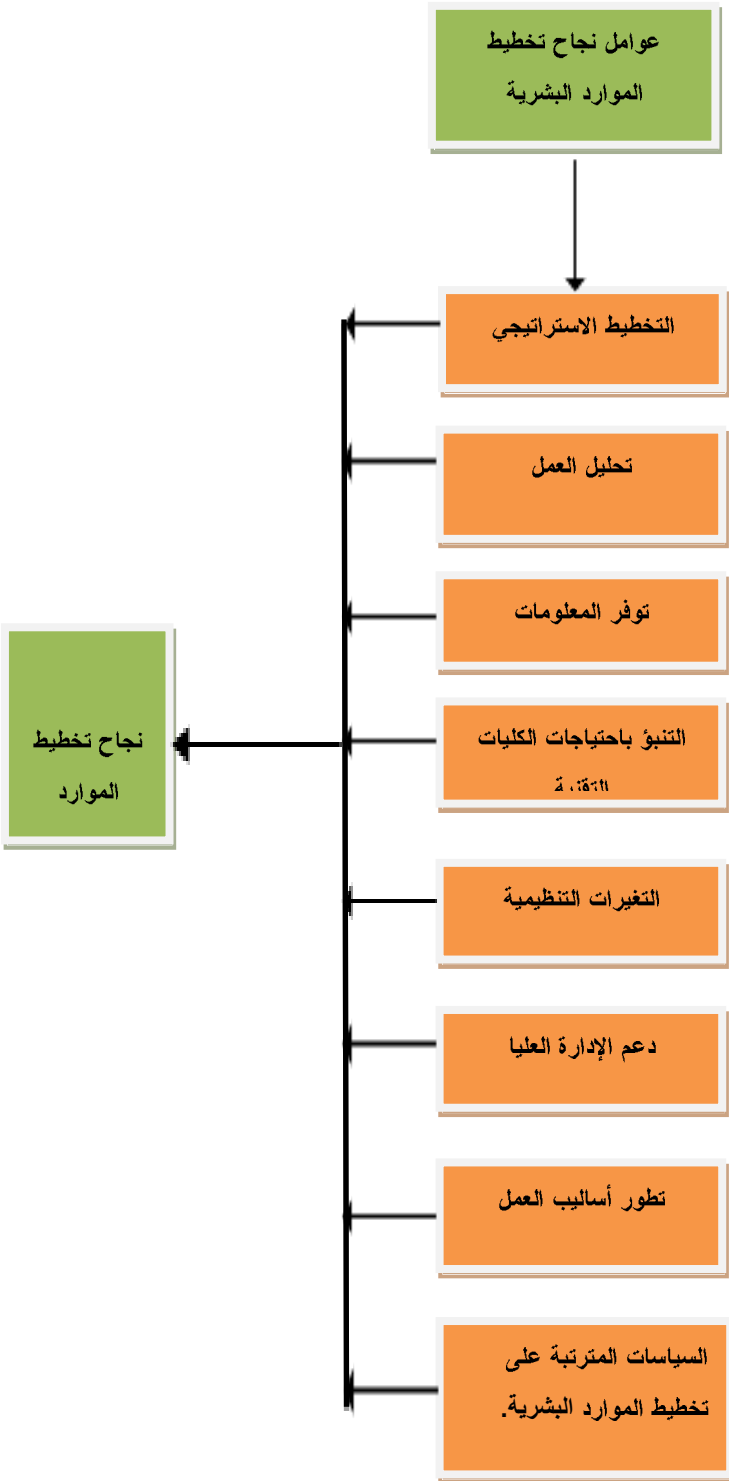 عوامل نجاح تخطيط
الموارد البشرية
التخطيط الاستراتيجي
تحليل العمل
توفر المعلومات
التنبؤ باحتياجات الكليات
التقنية
التغيرات التنظيمية
دعم الإدارة العليا
تطور أساليب العمل
السياسات المترتبة على
تخطيط الموارد البشرية.
نجاح تخطيط
الموارد